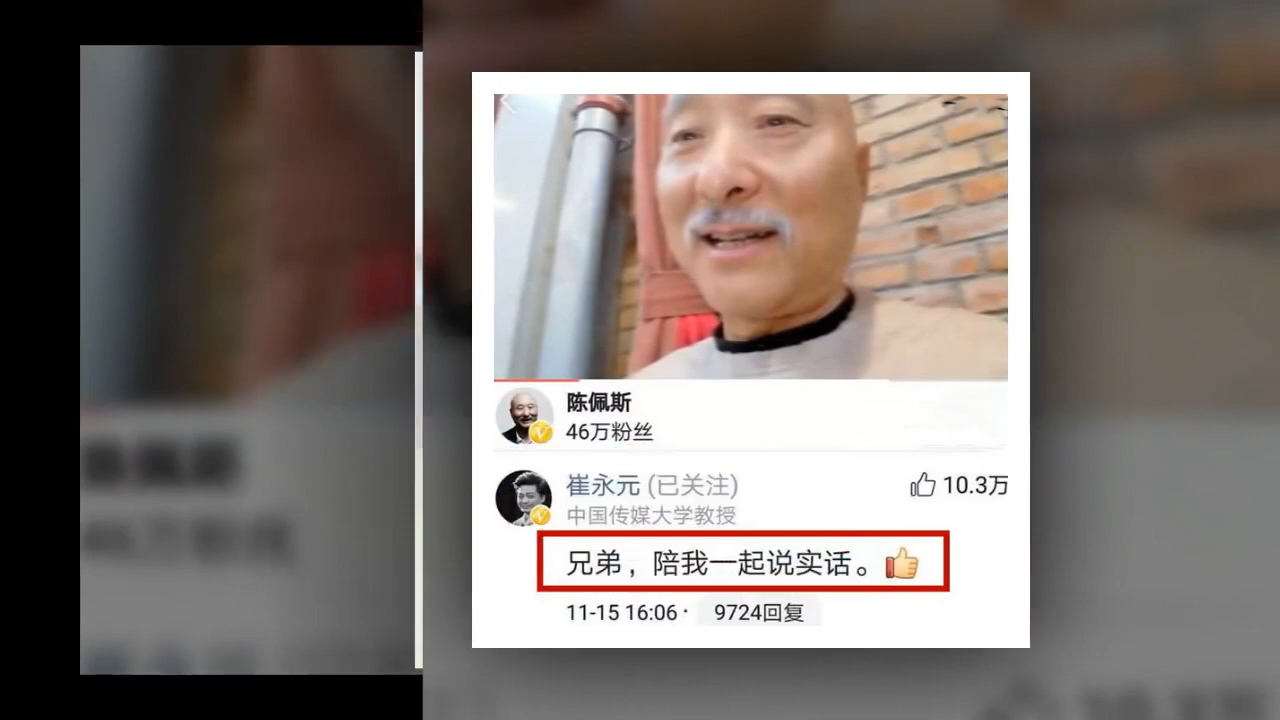 陈佩斯
46万粉丝
崔永元 (已关注)
10.3万
中国传媒大学教授
兄弟，陪我一起说实话。👍
11-15 16:06 · 9724回复